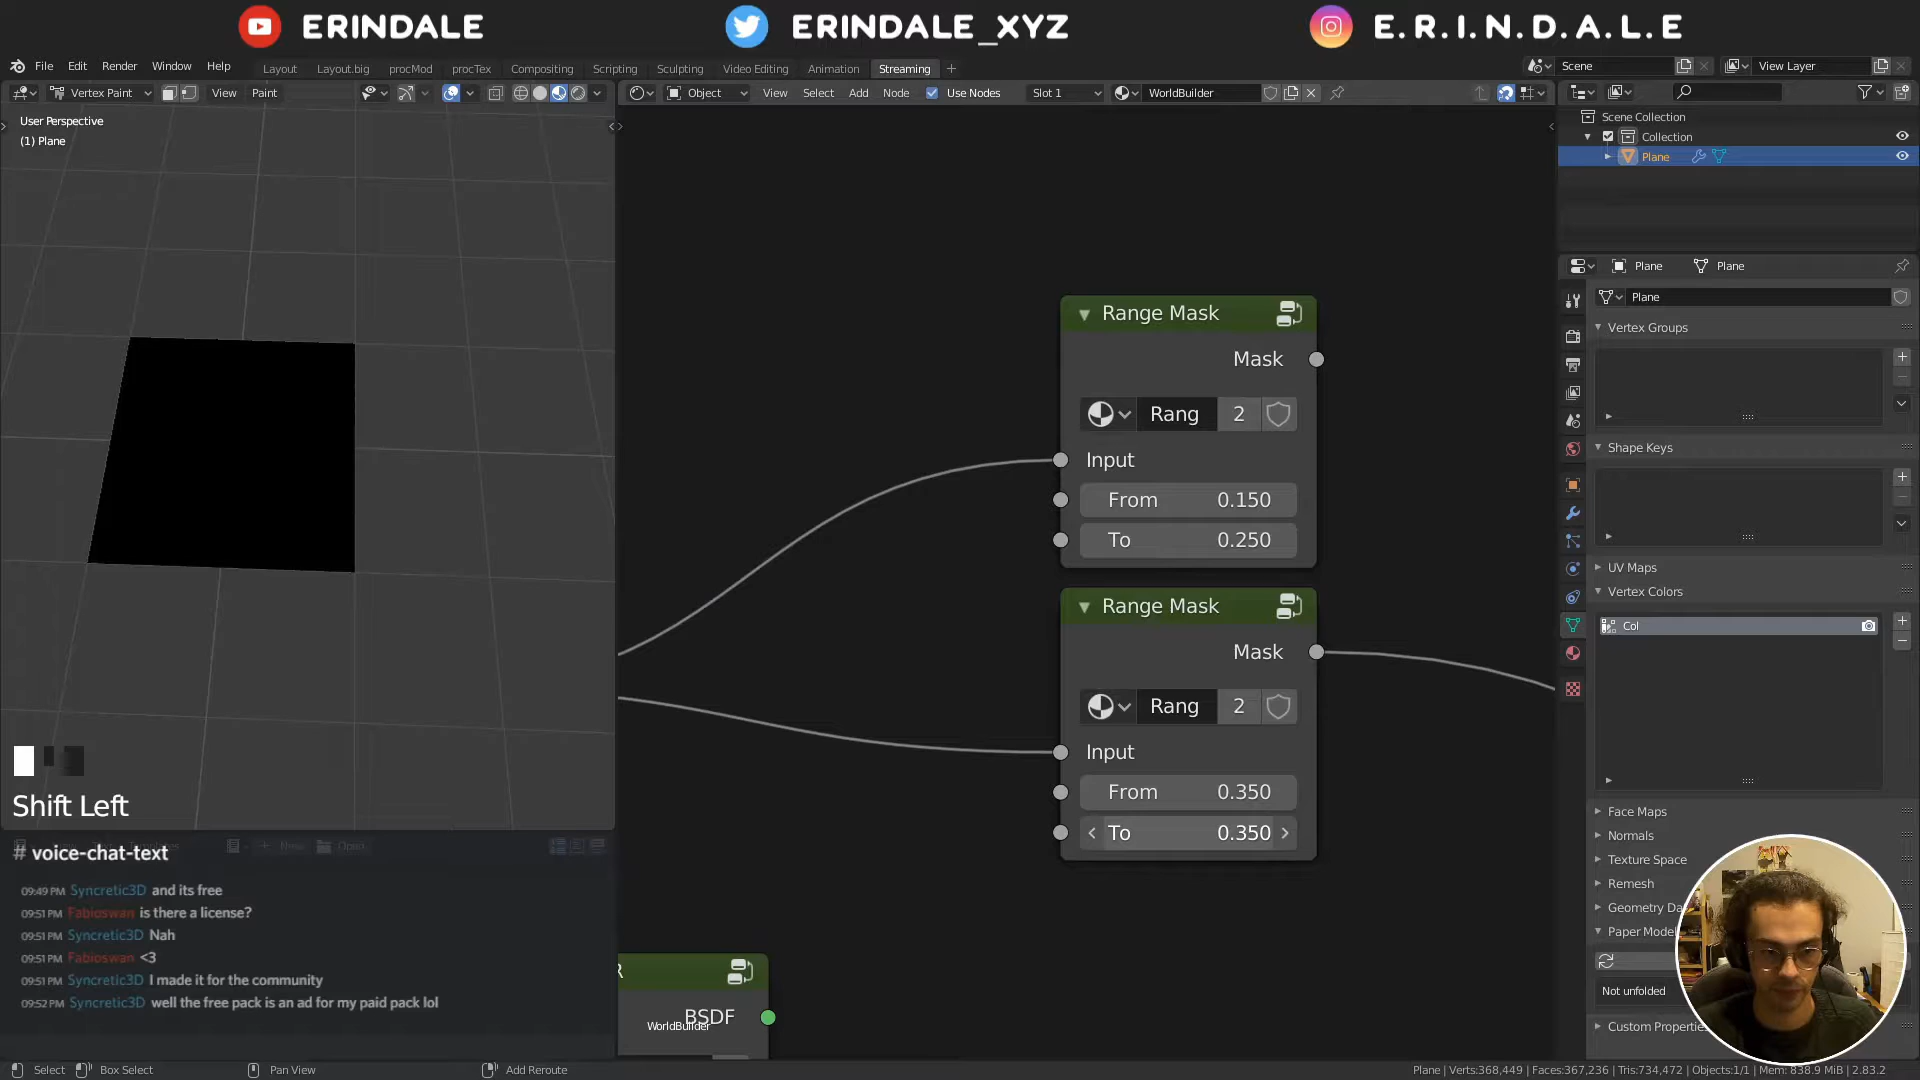 ERINDALE
ERINDALE_XYZ
E.R.I.N.D.A.L.E
File Edit Render Window Help
Layout Layout.big procMod procTex Compositing Scripting Sculpting Video Editing Animation Streaming
Scene
View Layer
Vertex Paint View Paint
Object View Select Add Node Use Nodes Slot 1 WorldBuilder
User Perspective
(1) Plane
Scene Collection
Collection
Plane
Plane Plane
Plane
Vertex Groups
Shape Keys
UV Maps
Vertex Colors
Col
Face Maps
Normals
Texture Space
Remesh
Geometry Da
Paper Model
Not unfolded
Custom Propertie
Range Mask
Mask
Rang 2
Input
From 0.150
To 0.250
Range Mask
Mask
Rang 2
Input
From 0.350
To 0.350
BSDF
WorldBuilder
Shift Left
New Open
# voice-chat-text
09:49 PM Syncretic3D and its free
09:51 PM Fabioswan is there a license?
09:51 PM Syncretic3D Nah
09:51 PM Fabioswan <3
09:51 PM Syncretic3D I made it for the community
09:52 PM Syncretic3D well the free pack is an ad for my paid pack lol
Select Box Select Pan View Add Reroute
Plane | Verts:368,449 | Faces:367,236 | Tris:734,472 | Objects:1/1 | Mem: 838.9 MiB | 2.83.2